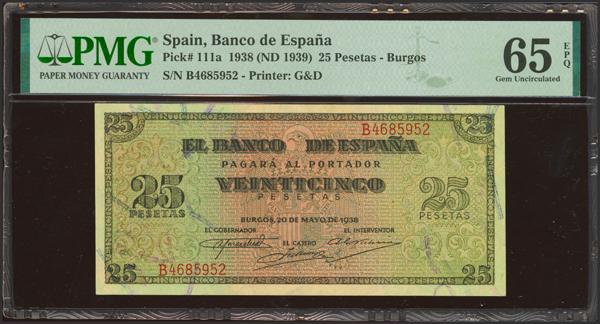 PMG
PAPER MONEY GUARANTY
Spain, Banco de España
Pick# 111a 1938 (ND 1939) 25 Pesetas - Burgos
S/N B4685952 - Printer: G&D
65 EPQ
Gem Uncirculated
25 25
B4685952
EL BANCO DE ESPAÑA
PAGARÁ AL PORTADOR
25 VEINTICINCO 25
PESETAS PESETAS PESETAS
BURGOS, 20 DE MAYO DE 1938
EL GOBERNADOR EL INTERVENTOR
EL CAJERO
B4685952
25 25